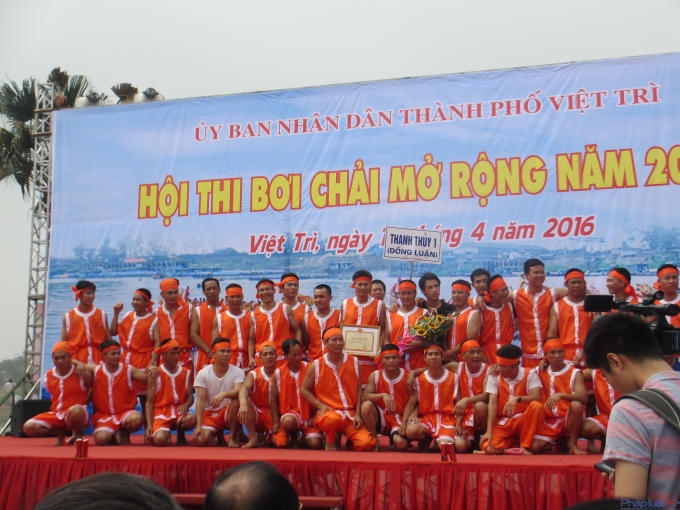 ỦY BAN NHÂN DÂN THÀNH PHỐ VIỆT TRÌ
HỘI THI BƠI CHẢI MỞ RỘNG NĂM 20
Việt Trì, ngày tháng 4 năm 2016
THANH THỦY 1
(ĐỒNG LUẬN)